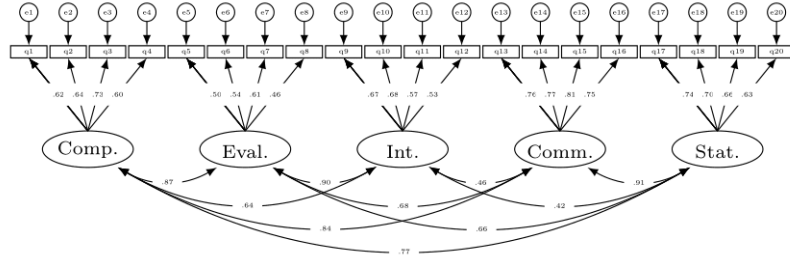 e1 e2 e3 e4 e5 e6 e7 e8 e9 e10 e11 e12 e13 e14 e15 e16 e17 e18 e19 e20
q1 q2 q3 q4 q5 q6 q7 q8 q9 q10 q11 q12 q13 q14 q15 q16 q17 q18 q19 q20
.62 .64 .73 .60 .50 .54 .61 .46 .67 .68 .57 .53 .76 .77 .81 .75 .74 .70 .66 .63
Comp. Eval. Int. Comm. Stat.
.87 .90 .46 .91
.64 .68 .42
.84 .66
.77